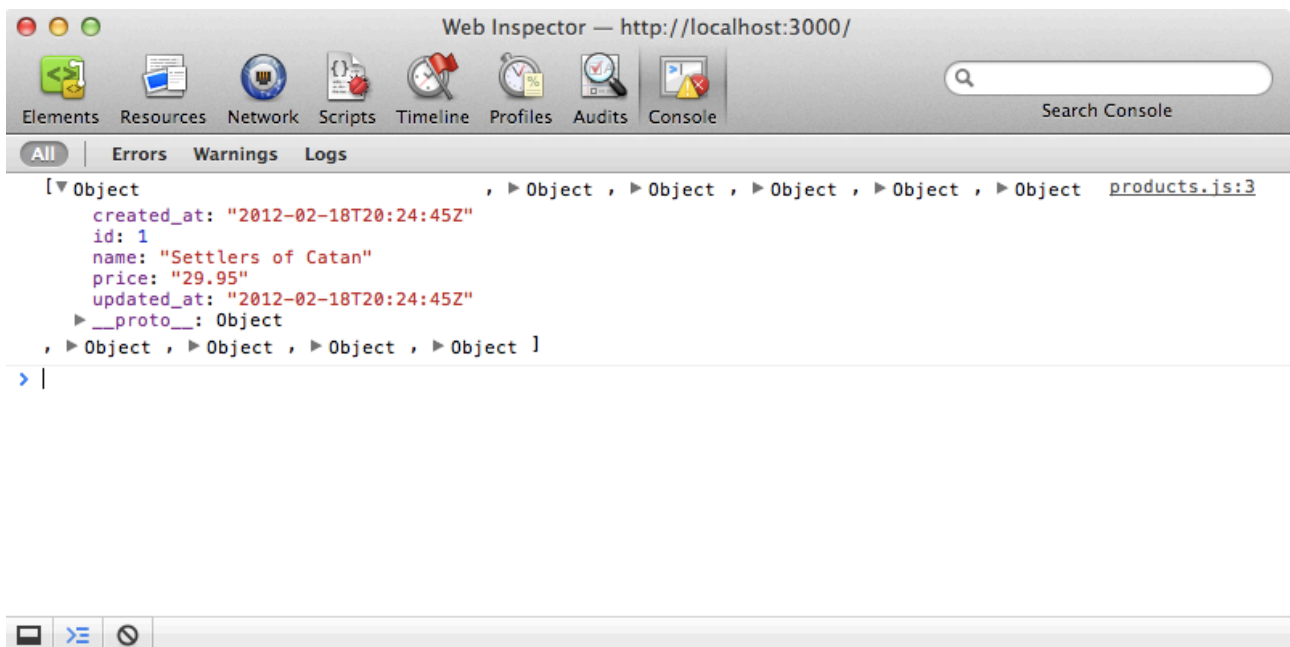 Web Inspector — http://localhost:3000/
Elements Resources Network Scripts Timeline Profiles Audits Console
Search Console
All Errors Warnings Logs
[▼Object , ▶Object , ▶Object , ▶Object , ▶Object , ▶Object products.js:3
created_at: "2012-02-18T20:24:45Z"
id: 1
name: "Settlers of Catan"
price: "29.95"
updated_at: "2012-02-18T20:24:45Z"
▶__proto__: Object
, ▶Object , ▶Object , ▶Object , ▶Object ]
>